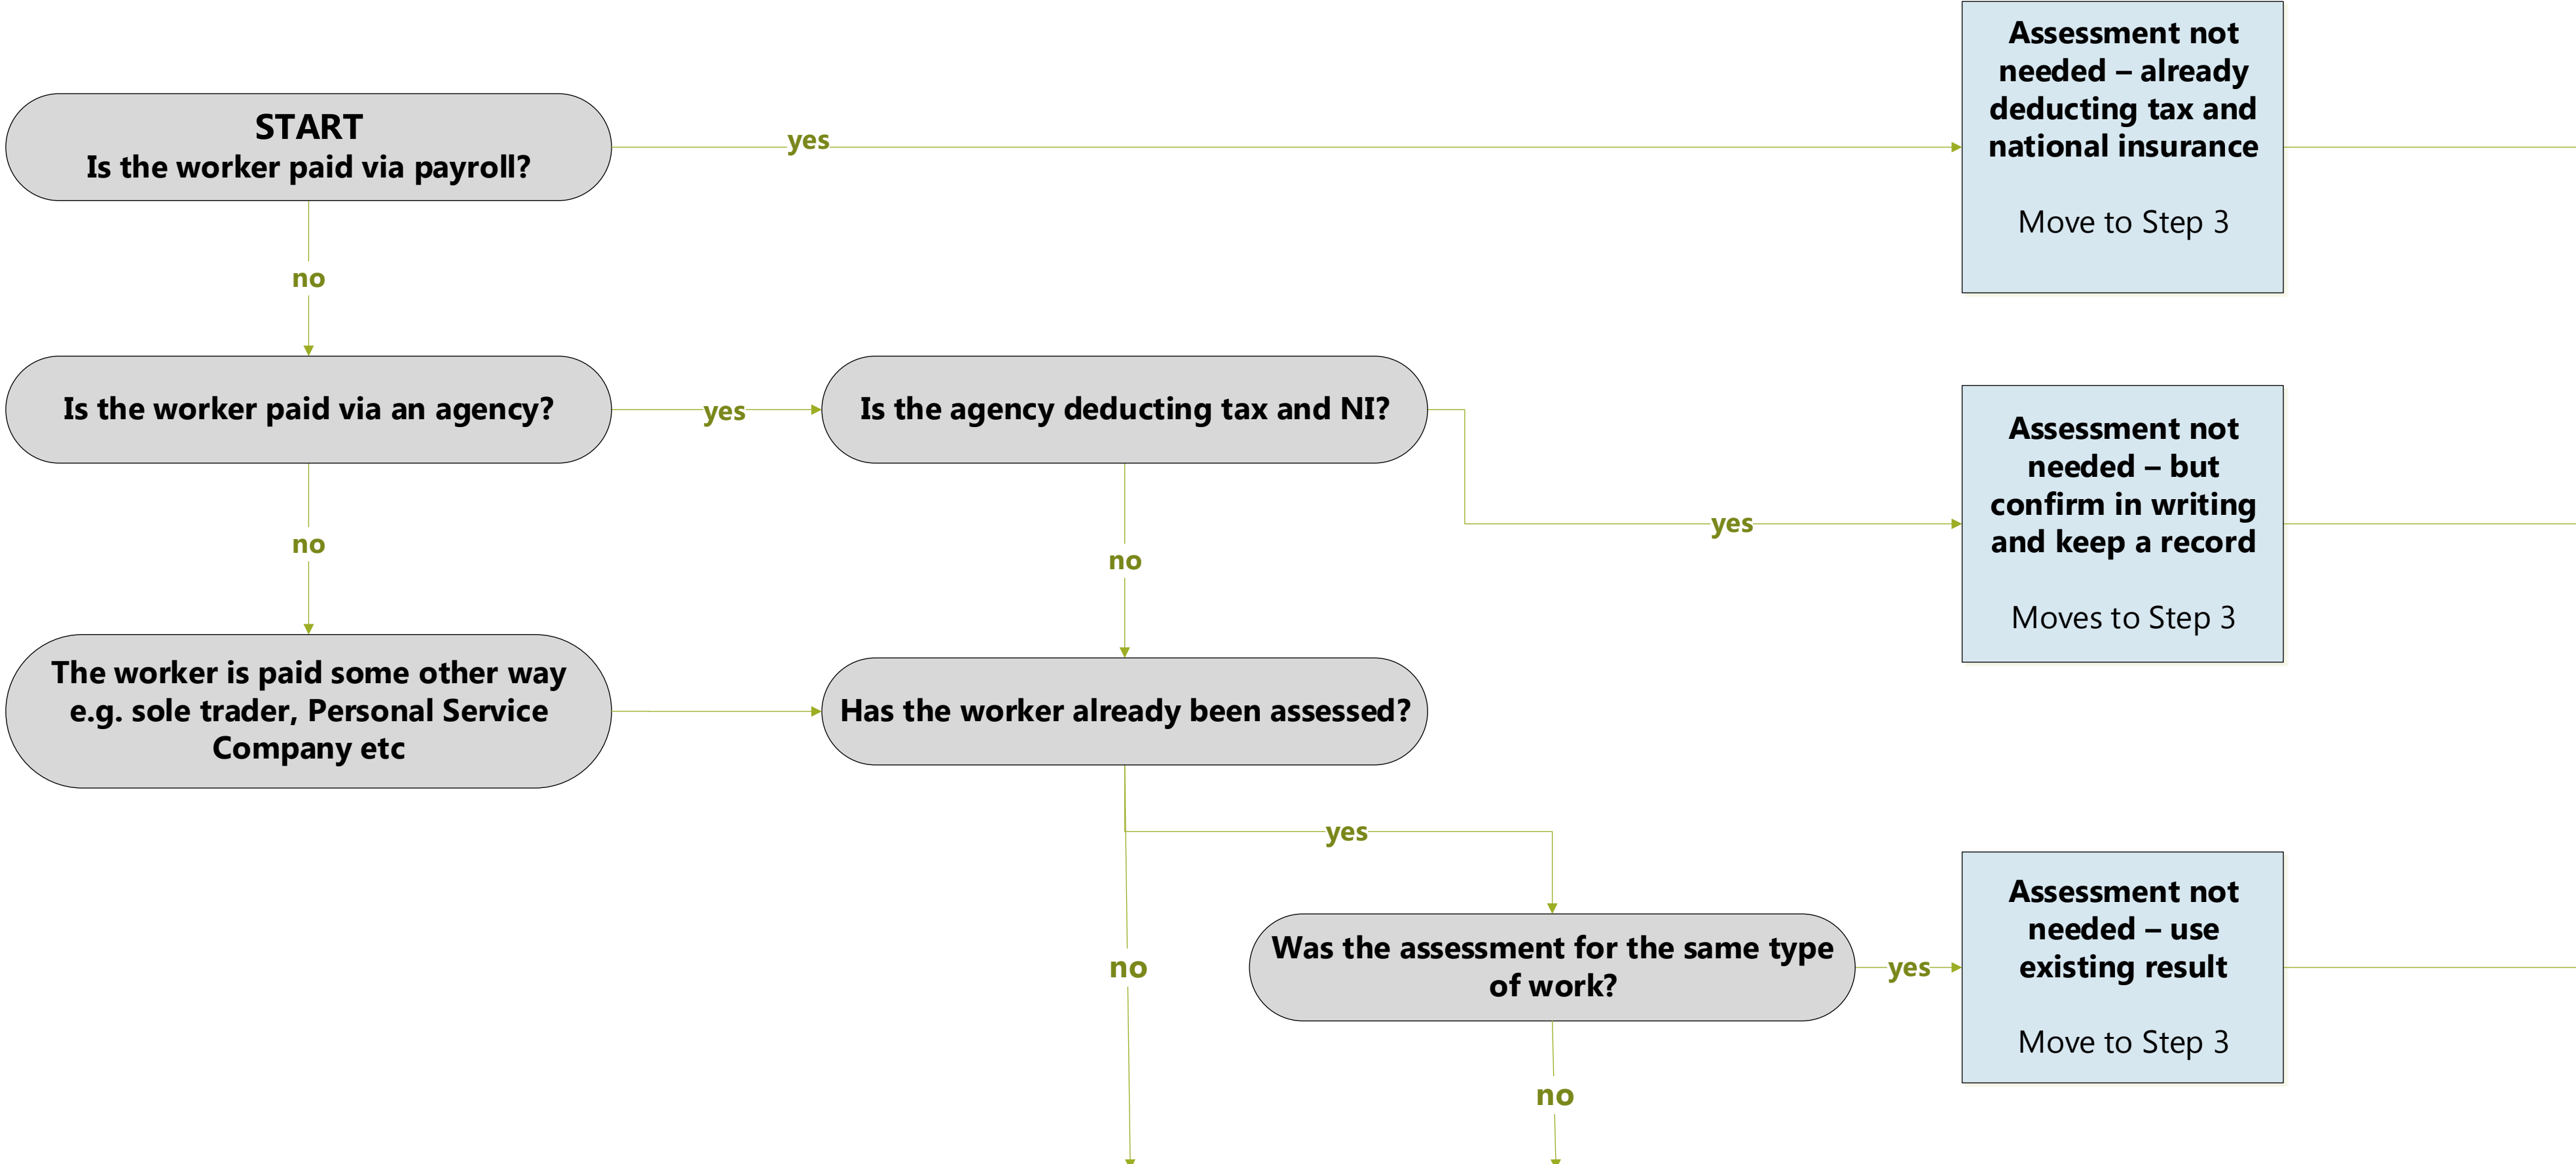 START
Is the worker paid via payroll?
yes
Assessment not
needed – already
deducting tax and
national insurance
Move to Step 3
no
Is the worker paid via an agency?
yes
Is the agency deducting tax and NI?
yes
Assessment not
needed – but
confirm in writing
and keep a record
Moves to Step 3
no
no
The worker is paid some other way
e.g. sole trader, Personal Service
Company etc
Has the worker already been assessed?
yes
no
Was the assessment for the same type
of work?
yes
Assessment not
needed – use
existing result
Move to Step 3
no